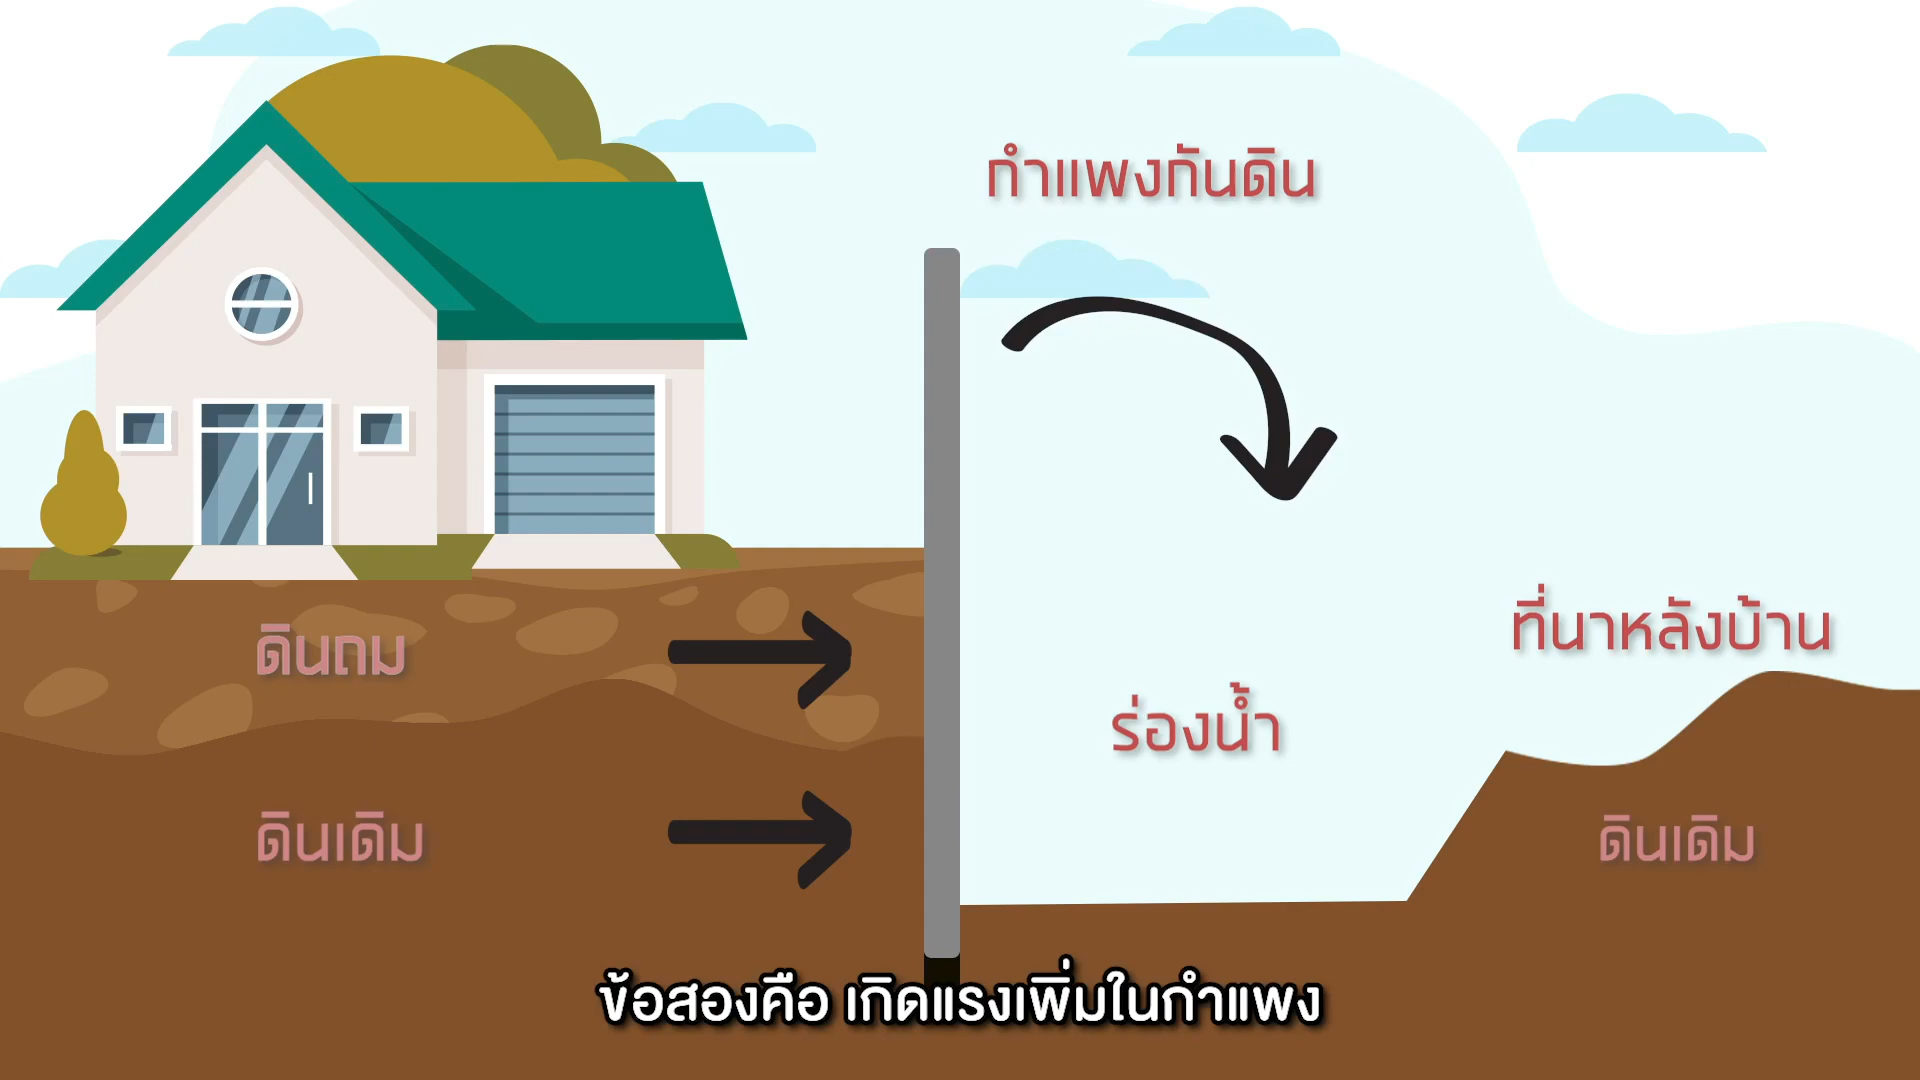 กำแพงกันดิน
ที่นาหลังบ้าน
ดินถม
ร่องน้ำ
ดินเดิม
ดินเดิม
ข้อสองคือ เกิดแรงเพิ่มในกำแพง